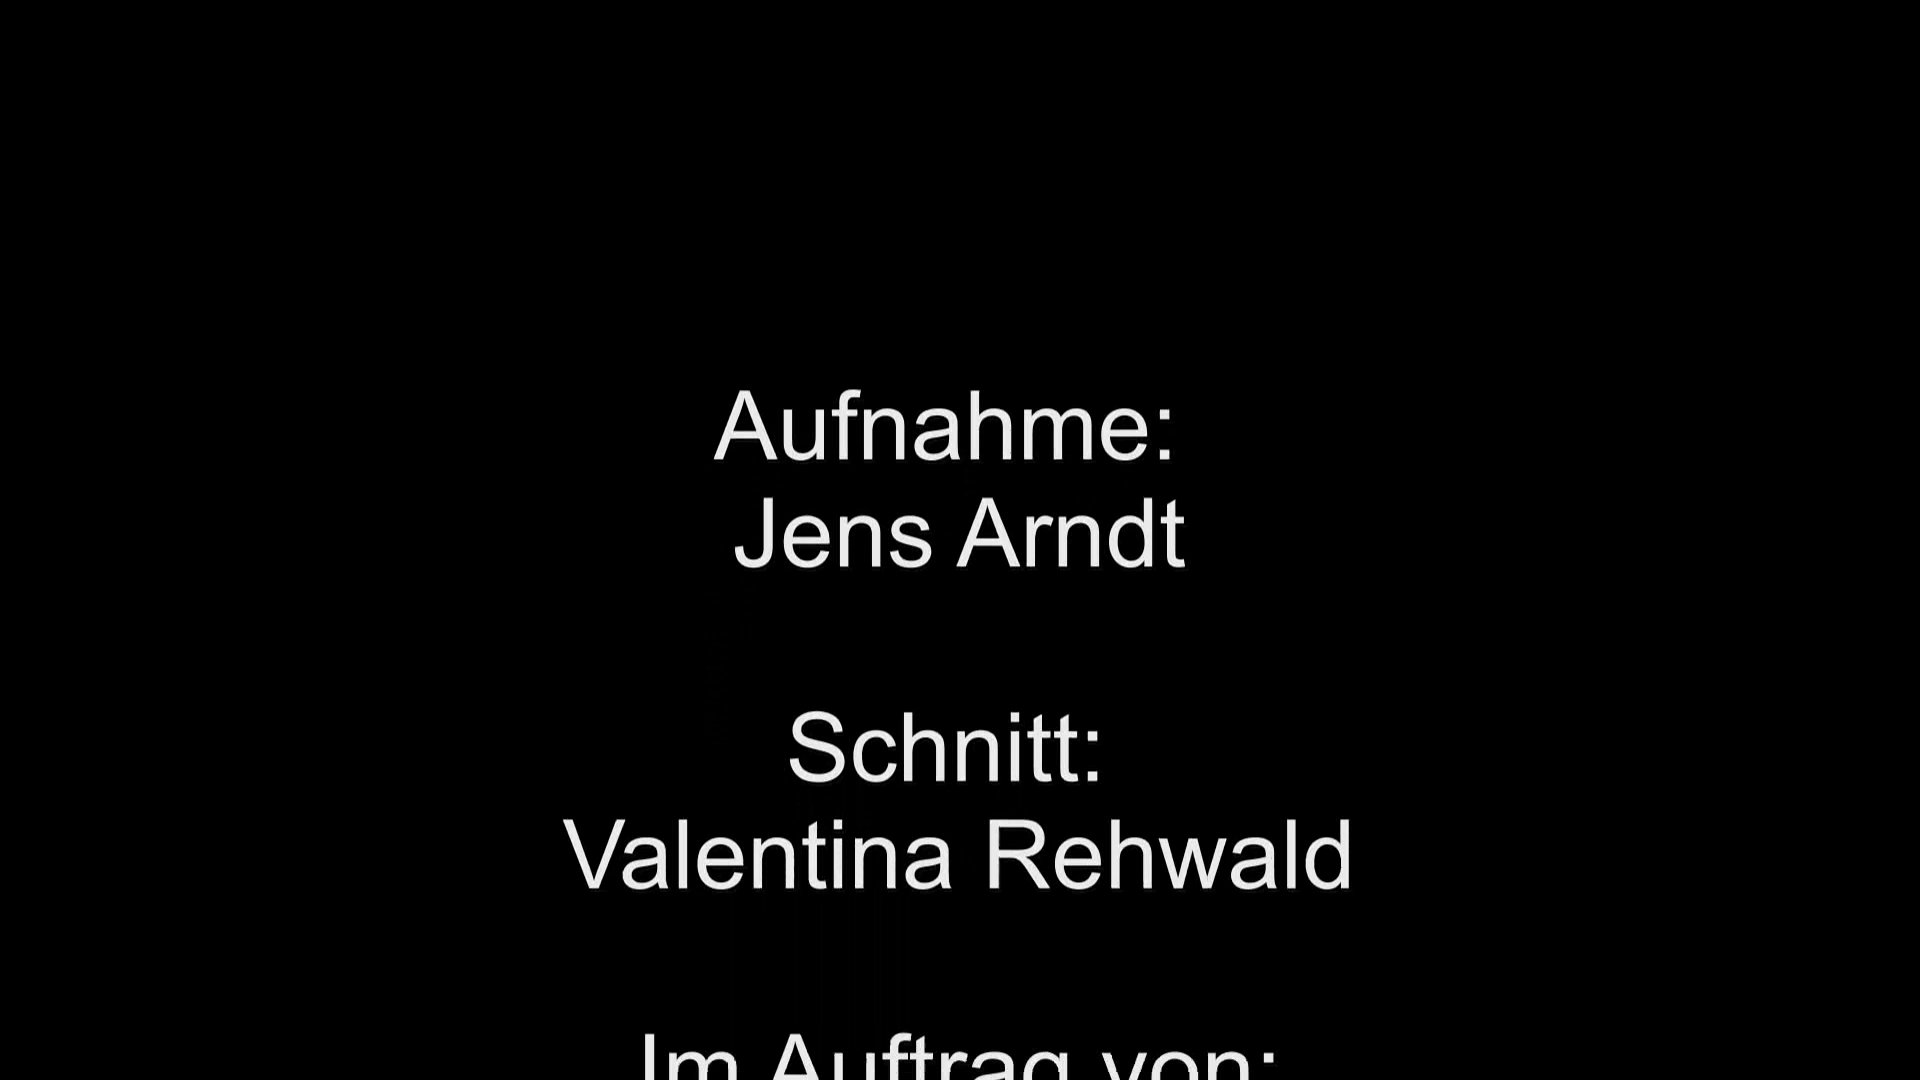 Aufnahme:
Jens Arndt
Schnitt:
Valentina Rehwald
Im Auftrag von: